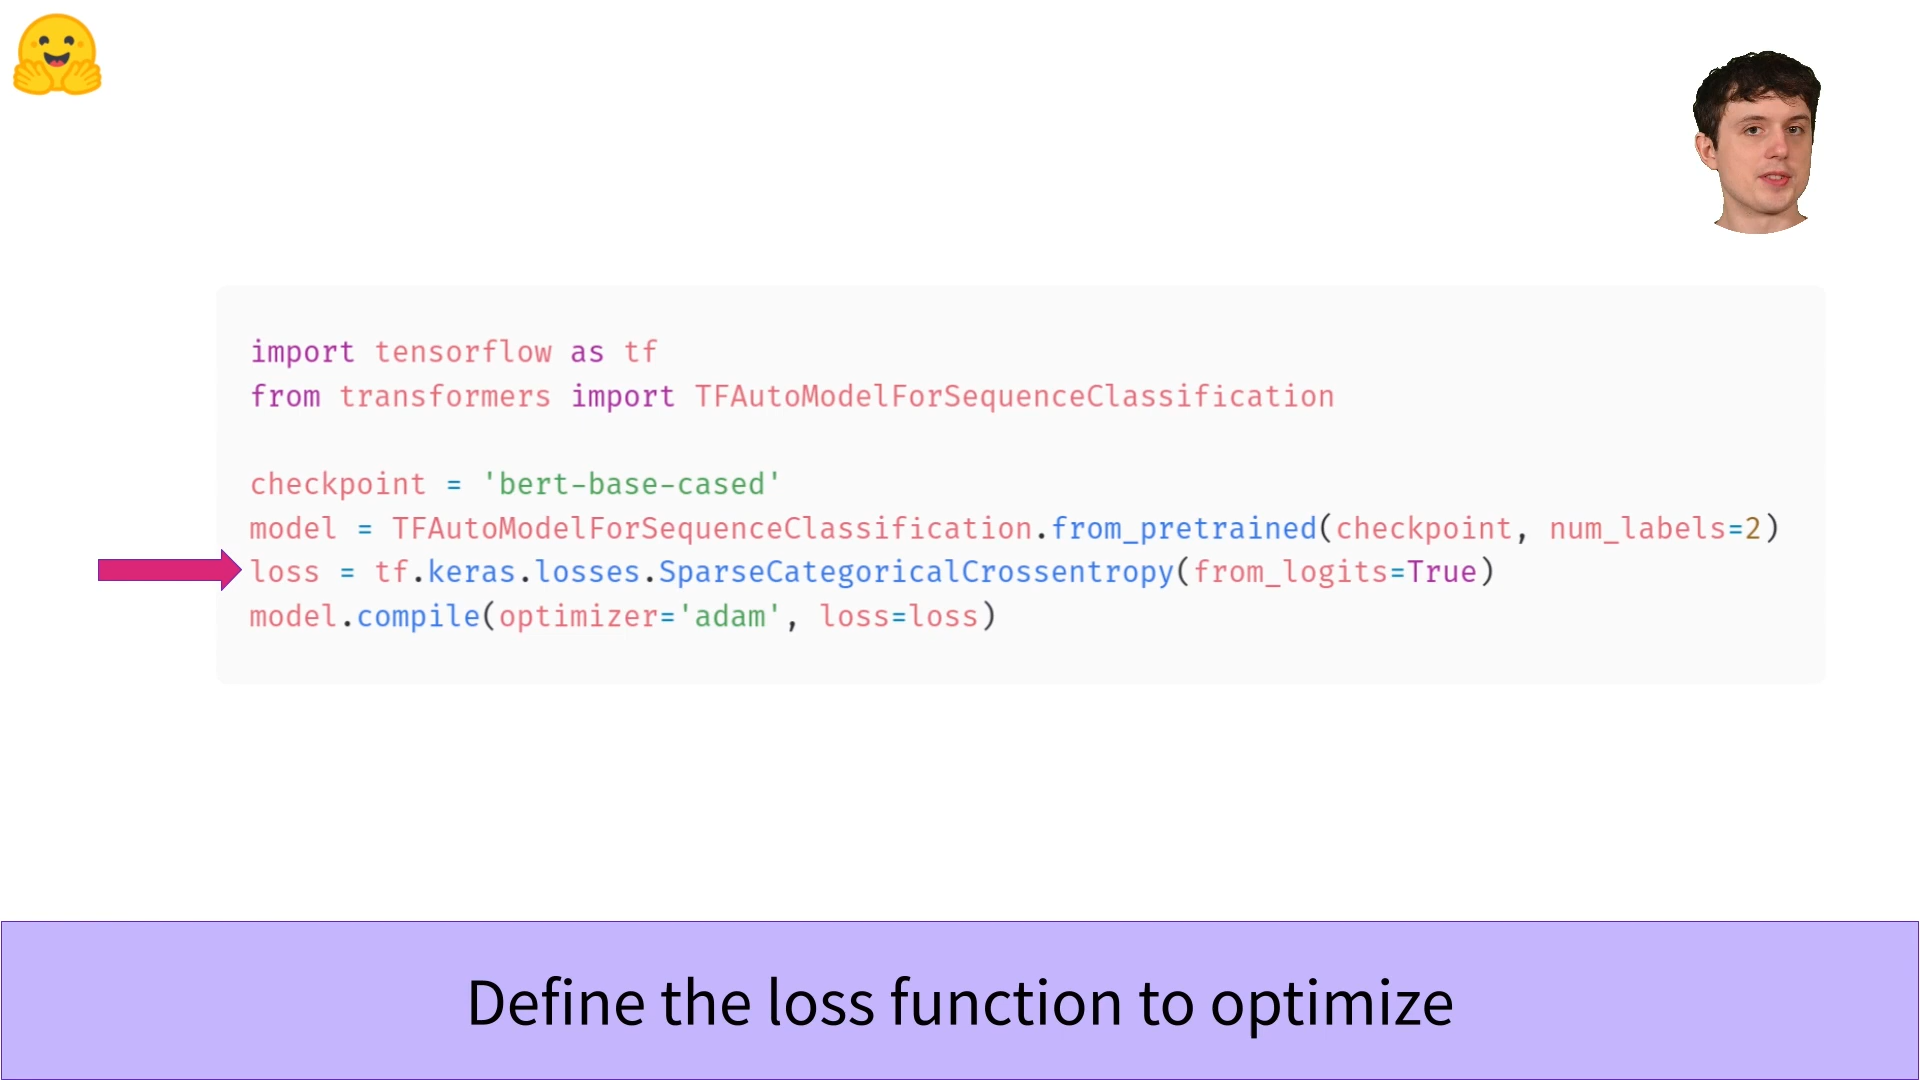 import tensorflow as tf
from transformers import TFAutoModelForSequenceClassification
checkpoint = 'bert-base-cased'
model = TFAutoModelForSequenceClassification.from_pretrained(checkpoint, num_labels=2)
loss = tf.keras.losses.SparseCategoricalCrossentropy(from_logits=True)
model.compile(optimizer='adam', loss=loss)
Define the loss function to optimize